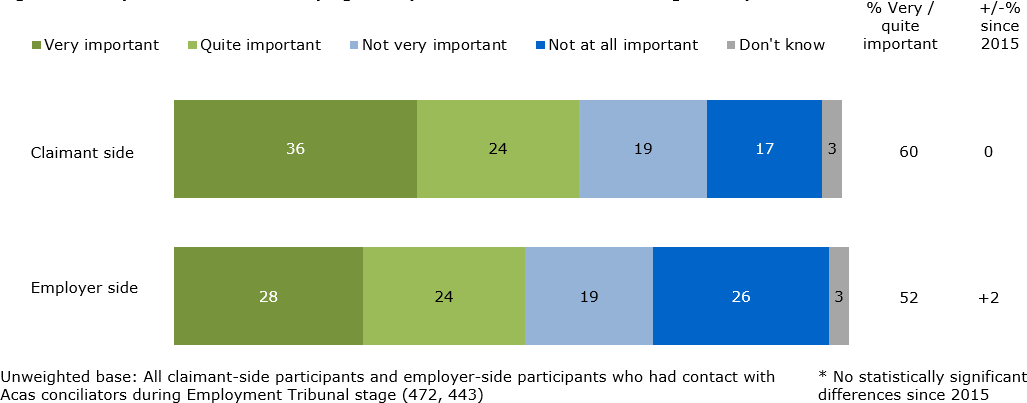 % Very / quite important
+/-% since 2015
Very important
Quite important
Not very important
Not at all important
Don't know
Claimant side
36
24
19
17
3
60
0
Employer side
28
24
19
26
3
52
+2
Unweighted base: All claimant-side participants and employer-side participants who had contact with
Acas conciliators during Employment Tribunal stage (472, 443)
* No statistically significant
differences since 2015